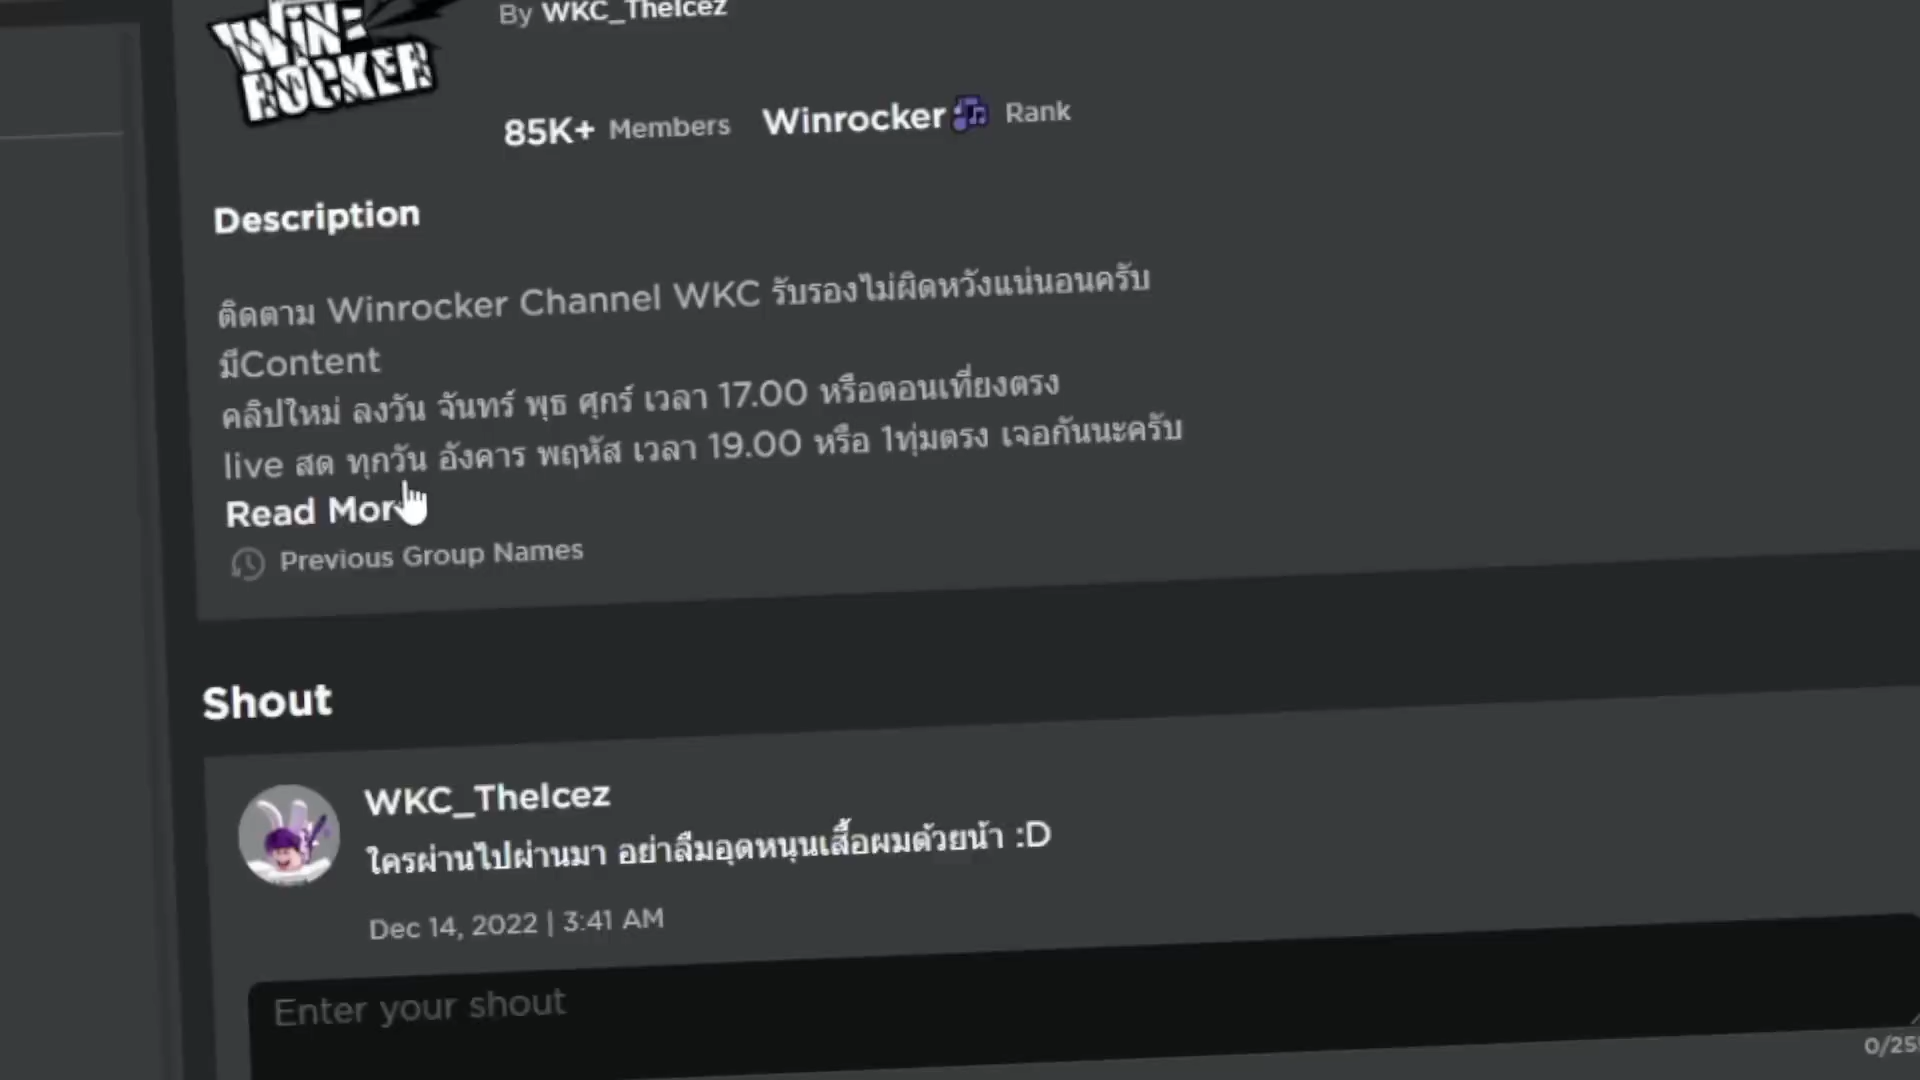 WIN:
ROCKER
By WKC_TheIcez
85K+ Members Winrocker Rank
Description
ติดตาม Winrocker Channel WKC รับรองไม่ผิดหวังแน่นอนครับ
มีContent
คลิปใหม่ ลงวัน จันทร์ พุธ ศุกร์ เวลา 17.00 หรือตอนเที่ยงตรง
live สด ทุกวัน อังคาร พฤหัส เวลา 19.00 หรือ 1ทุ่มตรง เจอกันนะครับ
Read Mor
Previous Group Names
Shout
WKC_TheIcez
ใครผ่านไปผ่านมา อย่าลืมอุดหนุนเสื้อผมด้วยน้า :D
Dec 14, 2022 | 3:41 AM
Enter your shout
0/25